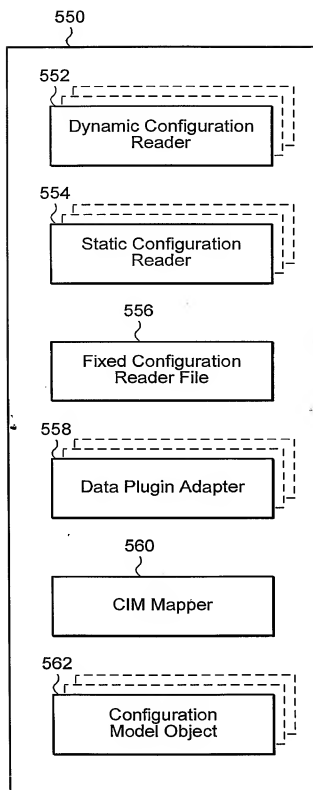 550
552
Dynamic Configuration
Reader
554
Static Configuration
Reader
556
Fixed Configuration
Reader File
558
Data Plugin Adapter
560
CIM Mapper
562
Configuration
Model Object